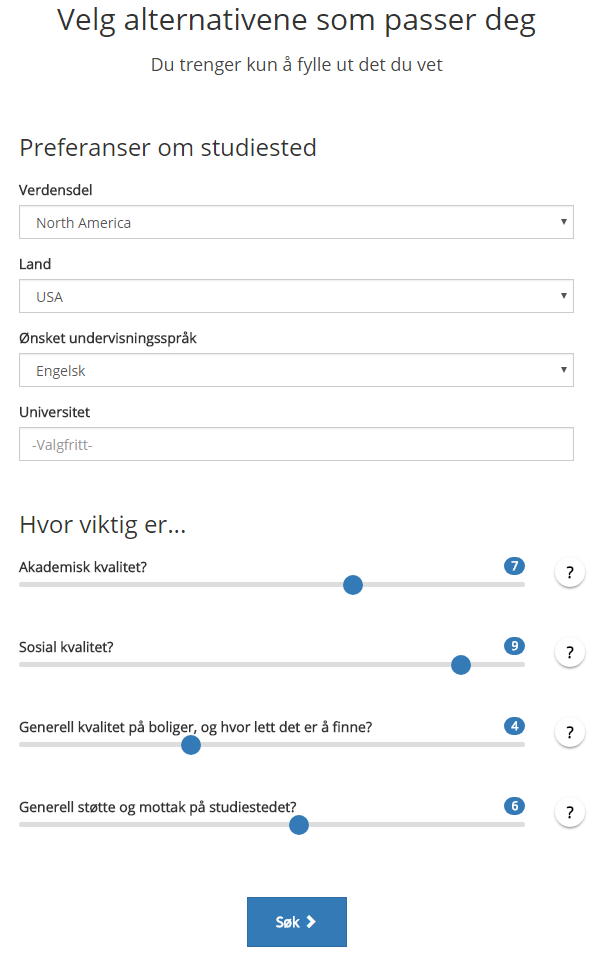 Velg alternativene som passer deg
Du trenger kun å fylle ut det du vet
Preferanser om studiested
Verdensdel
North America
Land
USA
Ønsket undervisningsspråk
Engelsk
Universitet
-Valgfritt-
Hvor viktig er...
Akademisk kvalitet? 7 ?
Sosial kvalitet? 9 ?
Generell kvalitet på boliger, og hvor lett det er å finne? 4 ?
Generell støtte og mottak på studiestedet? 6 ?
Søk